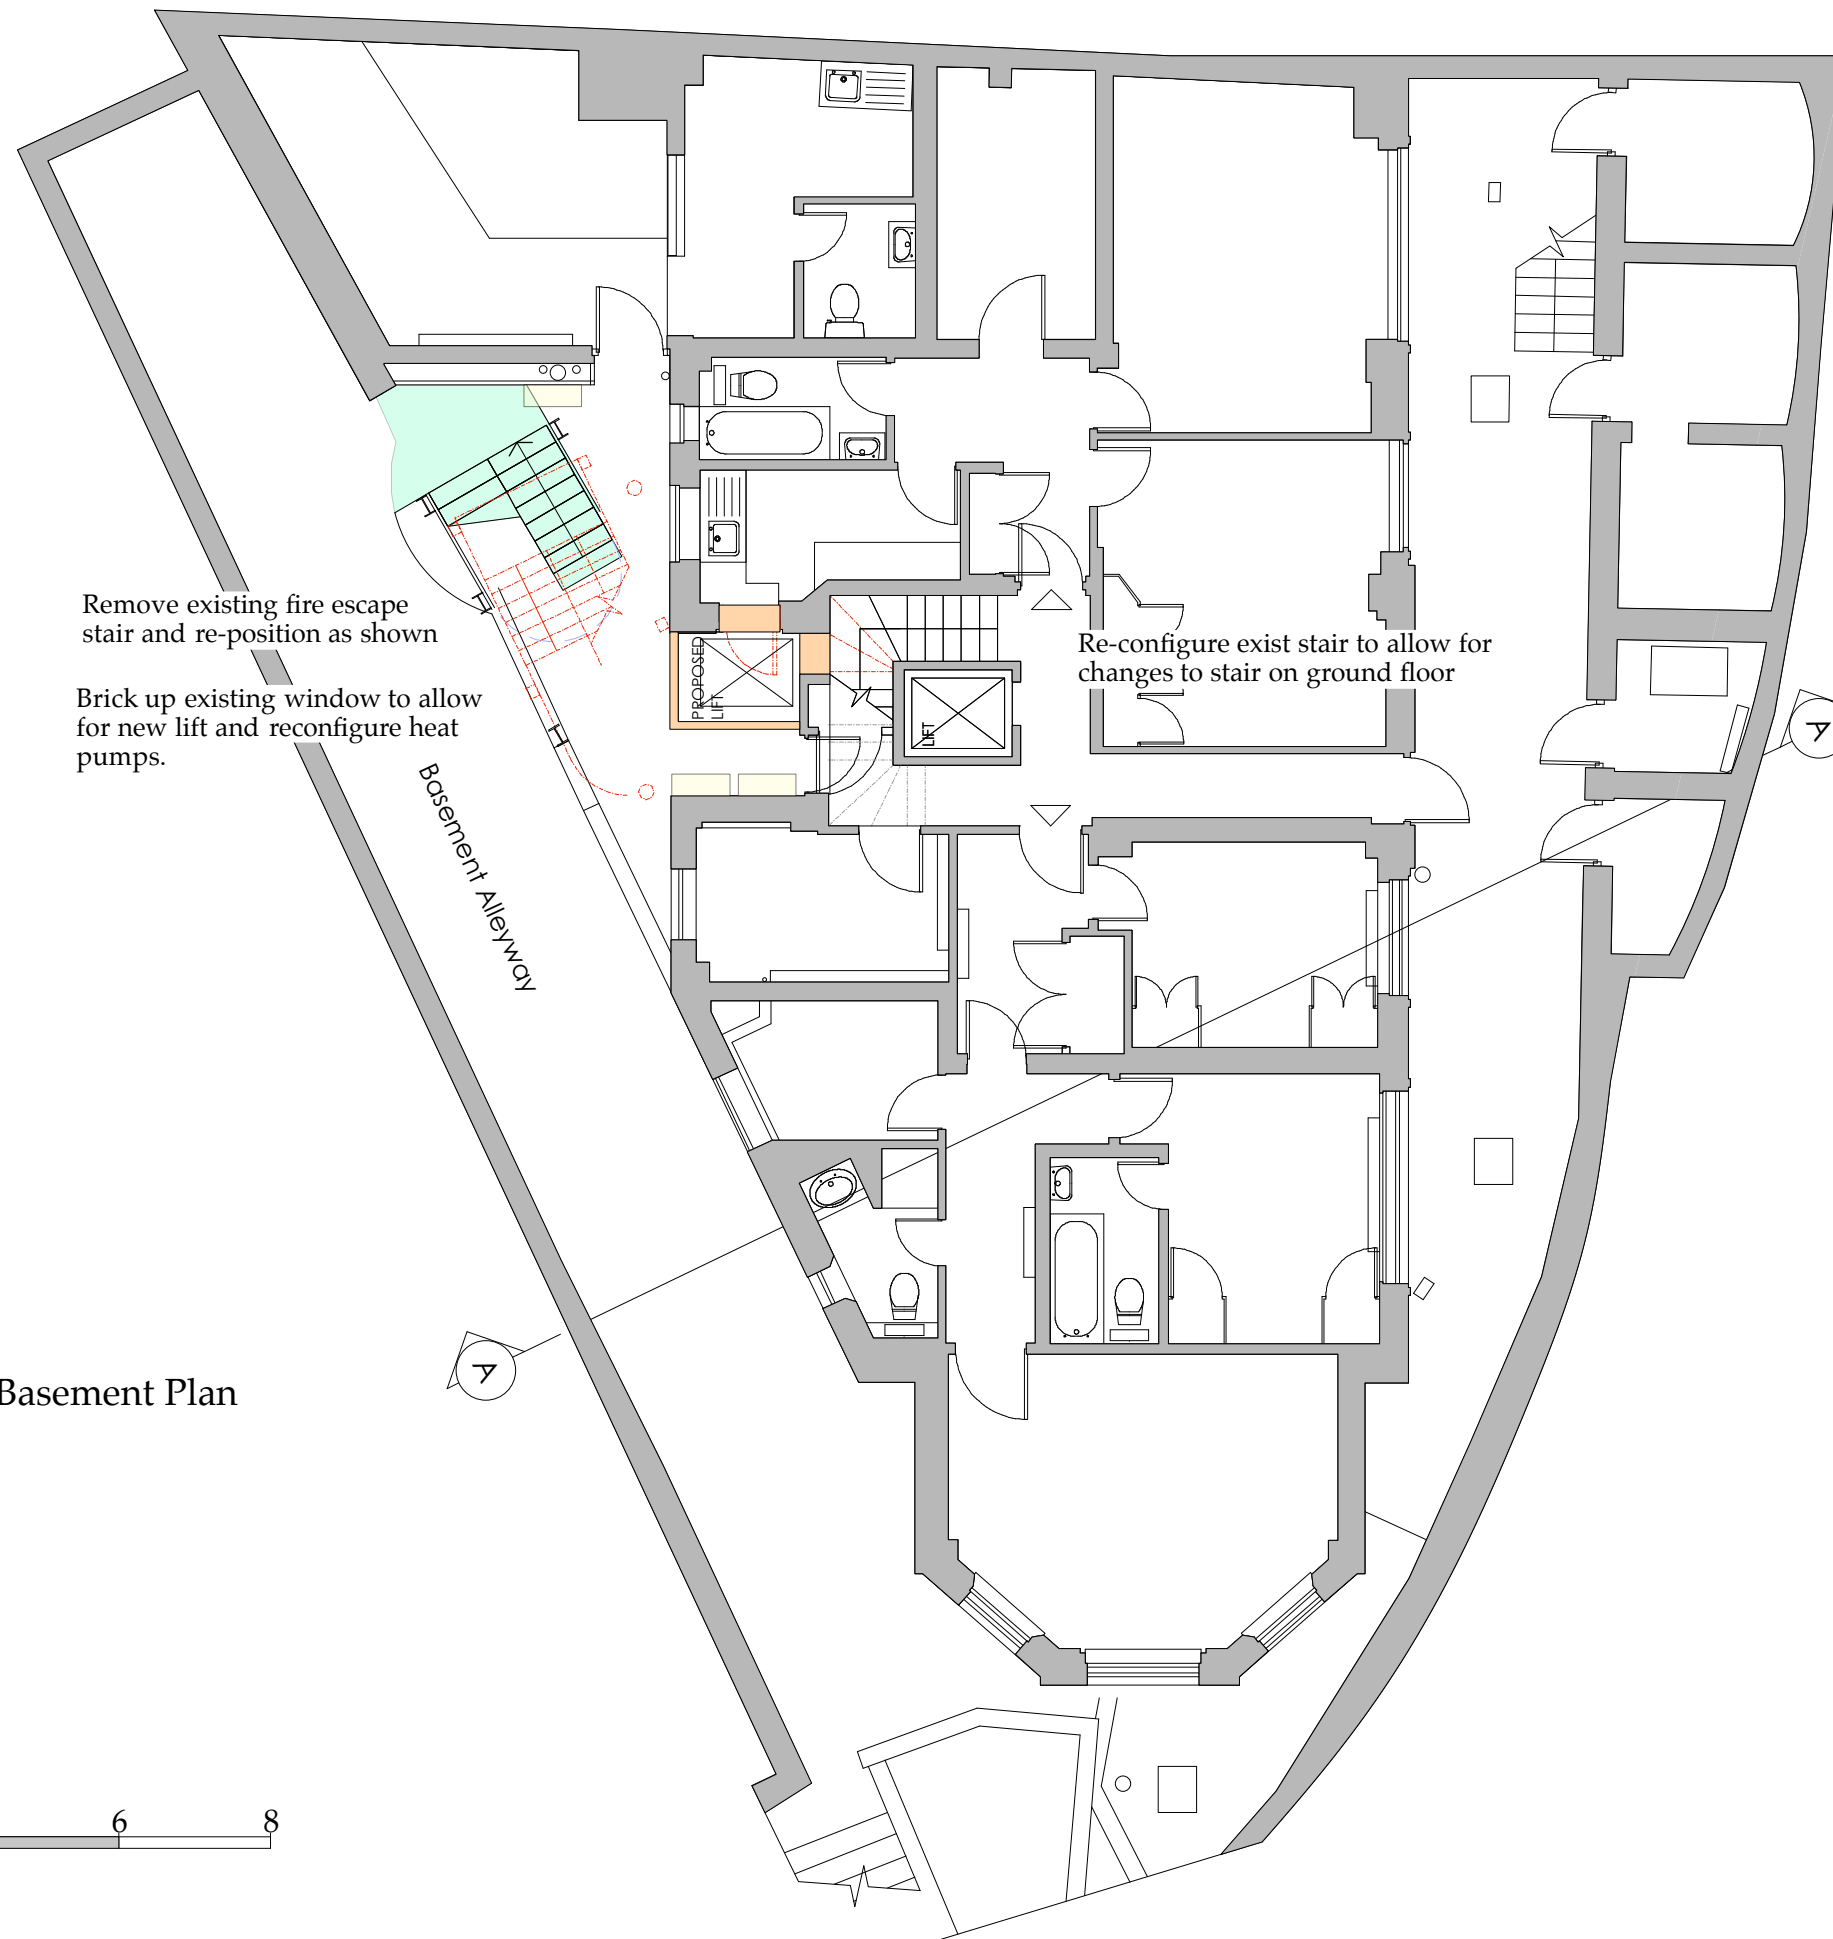 Remove existing fire escape
stair and re-position as shown
Brick up existing window to allow
for new lift and reconfigure heat
pumps.
PROPOSED
LIFT
LIFT
Re-configure exist stair to allow for
changes to stair on ground floor
A
Basement Alleyway
A
Basement Plan
6 8